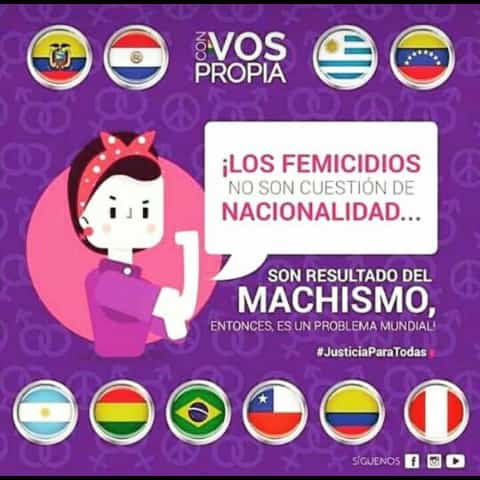 CON VOS
PROPIA
¡LOS FEMICIDIOS
NO SON CUESTIÓN DE
NACIONALIDAD...
SON RESULTADO DEL
MACHISMO,
ENTONCES, ES UN PROBLEMA MUNDIAL!
#JusticiaParaTodas
SÍGUENOS